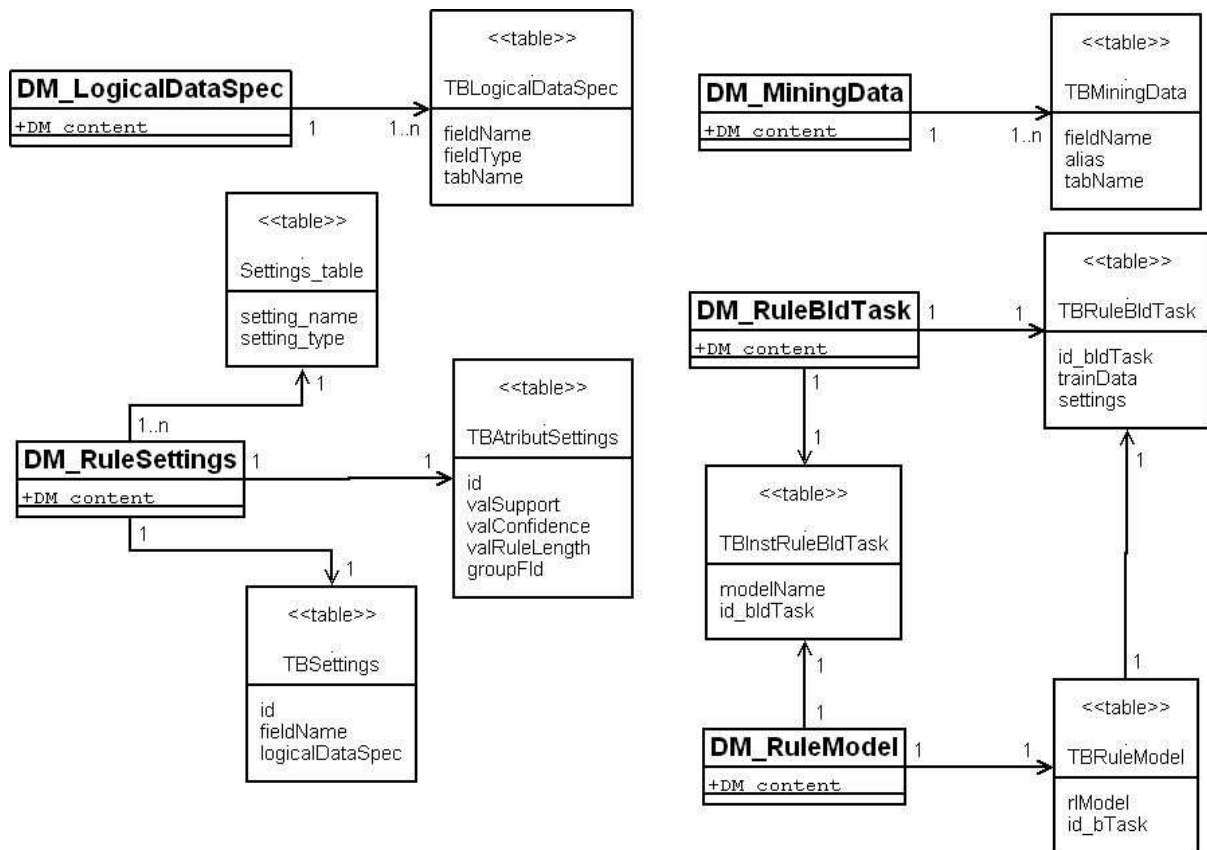 <<table>>
TBLogicalDataSpec
fieldName
fieldType
tabName
DM_LogicalDataSpec
+DM_content
1
1..n
<<table>>
TBMiningData
fieldName
alias
tabName
DM_MiningData
+DM_content
1
1..n
<<table>>
Settings_table
setting_name
setting_type
1
1..n
DM_RuleSettings
+DM_content
1
1
<<table>>
TBAtributSettings
id
valSupport
valConfidence
valRuleLength
groupFld
1
1
<<table>>
TBSettings
id
fieldName
logicalDataSpec
DM_RuleBldTask
+DM_content
1
1
<<table>>
TBRuleBldTask
id_bldTask
trainData
settings
1
1
1
<<table>>
TBInstRuleBldTask
modelName
id_bldTask
1
1
1
DM_RuleModel
+DM_content
1
1
<<table>>
TBRuleModel
rlModel
id_bTask